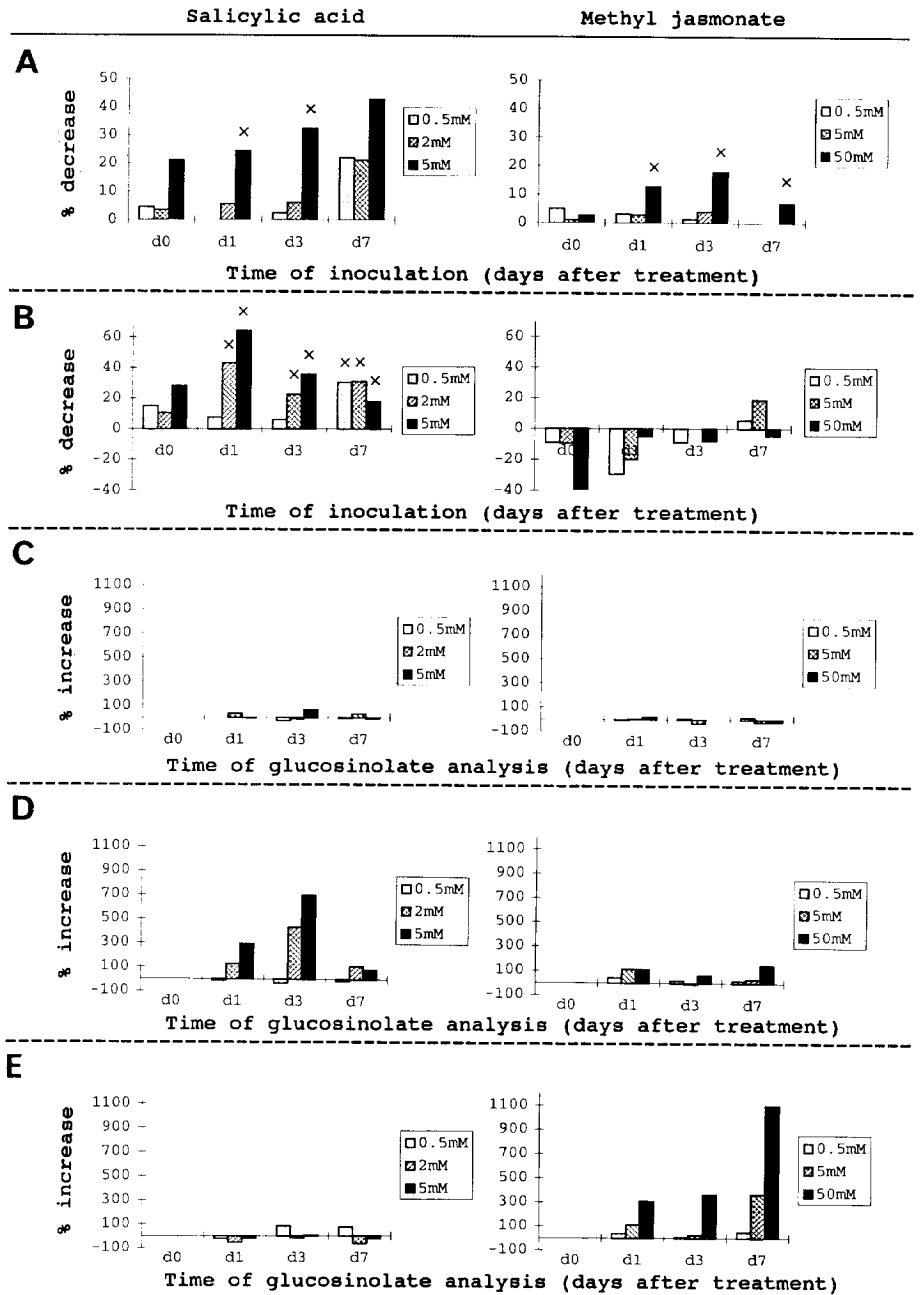 Salicylic acid
Methyl jasmonate
A
% decrease
50
40
30
20
10
0
d0
d1
d3
d7
0.5mM
2mM
5mM
50
40
30
20
10
0
d0
d1
d3
d7
0.5mM
5mM
50mM
Time of inoculation (days after treatment)
B
% decrease
60
40
20
0
-20
-40
d0
d1
d3
d7
0.5mM
2mM
5mM
60
40
20
0
-20
-40
d0
d3
d7
0.5mM
5mM
50mM
Time of inoculation (days after treatment)
C
% increase
1100
900
700
500
300
100
-100
d0
d1
d3
d7
0.5mM
2mM
5mM
1100
900
700
500
300
100
-100
d0
d1
d3
d7
0.5mM
5mM
50mM
Time of glucosinolate analysis (days after treatment)
D
% increase
1100
900
700
500
300
100
-100
d0
d1
d3
d7
0.5mM
2mM
5mM
1100
900
700
500
300
100
-100
d0
d1
d3
d7
0.5mM
5mM
50mM
Time of glucosinolate analysis (days after treatment)
E
% increase
1100
900
700
500
300
100
-100
d0
d1
d3
d7
0.5mM
2mM
5mM
1100
900
700
500
300
100
-100
d0
d1
d3
d7
0.5mM
5mM
50mM
Time of glucosinolate analysis (days after treatment)